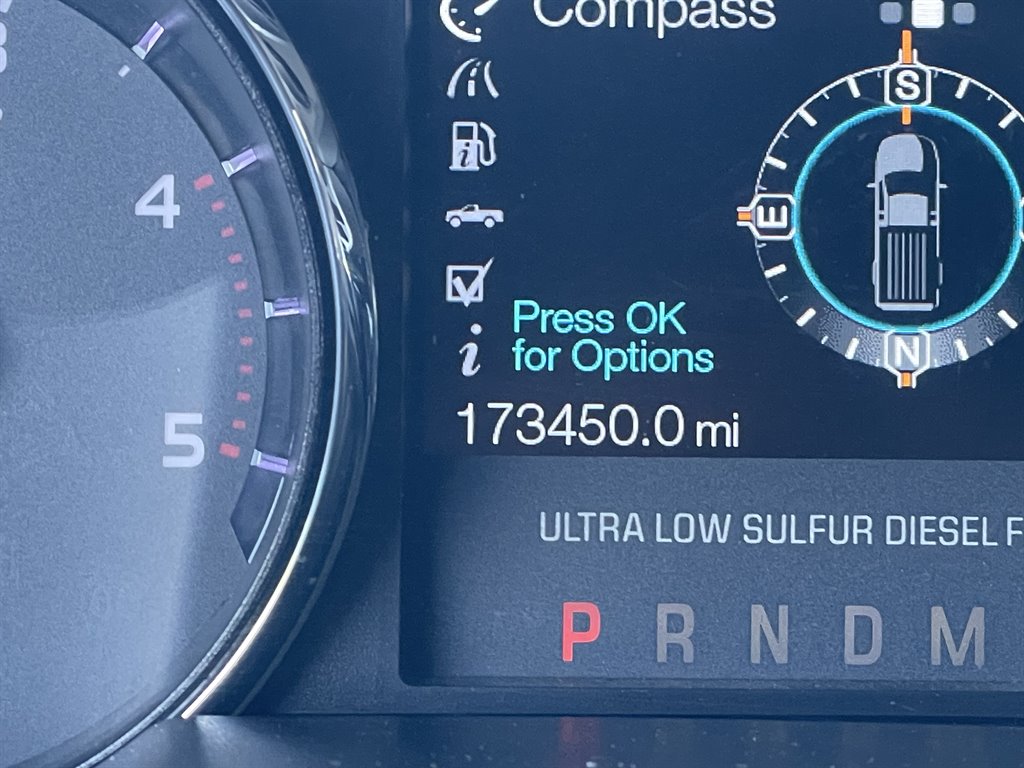 Compass
S
E
N
4
Press OK
for Options
i
173450.0 mi
5
ULTRA LOW SULFUR DIESEL F
P R N D M